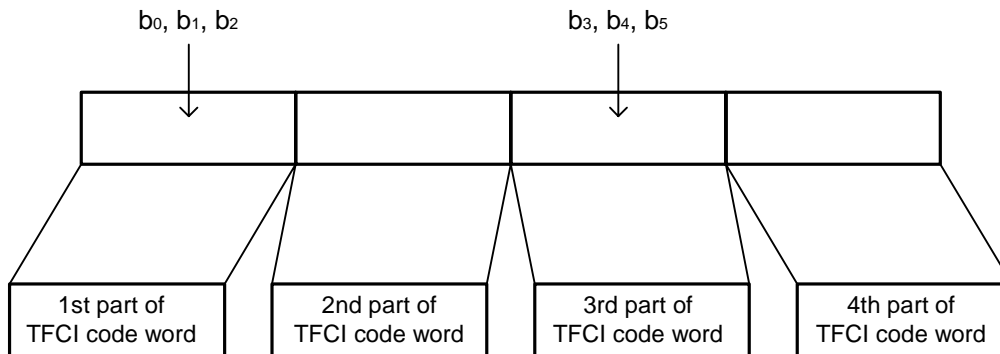 b0, b1, b2
b3, b4, b5
1st part of
TFCI code word
2nd part of
TFCI code word
3rd part of
TFCI code word
4th part of
TFCI code word